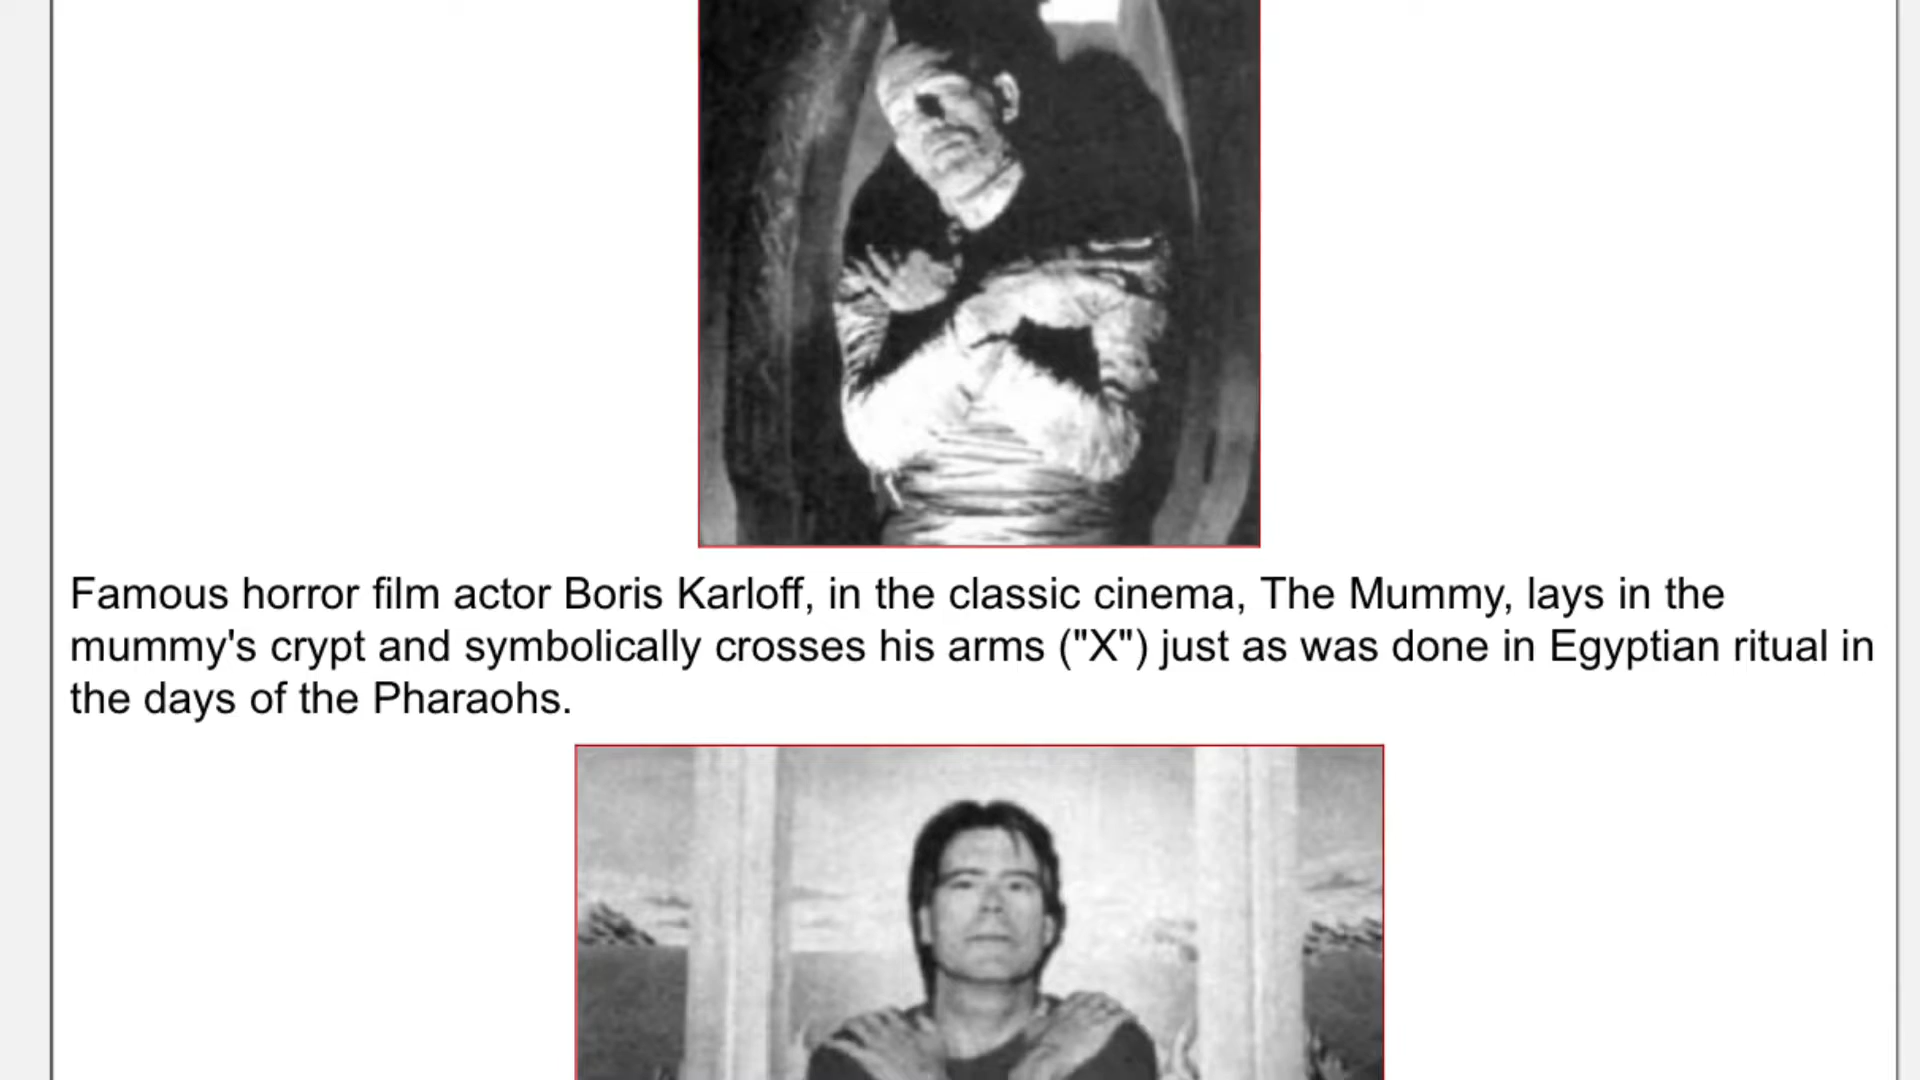 Famous horror film actor Boris Karloff, in the classic cinema, The Mummy, lays in the
mummy's crypt and symbolically crosses his arms ("X") just as was done in Egyptian ritual in
the days of the Pharaohs.